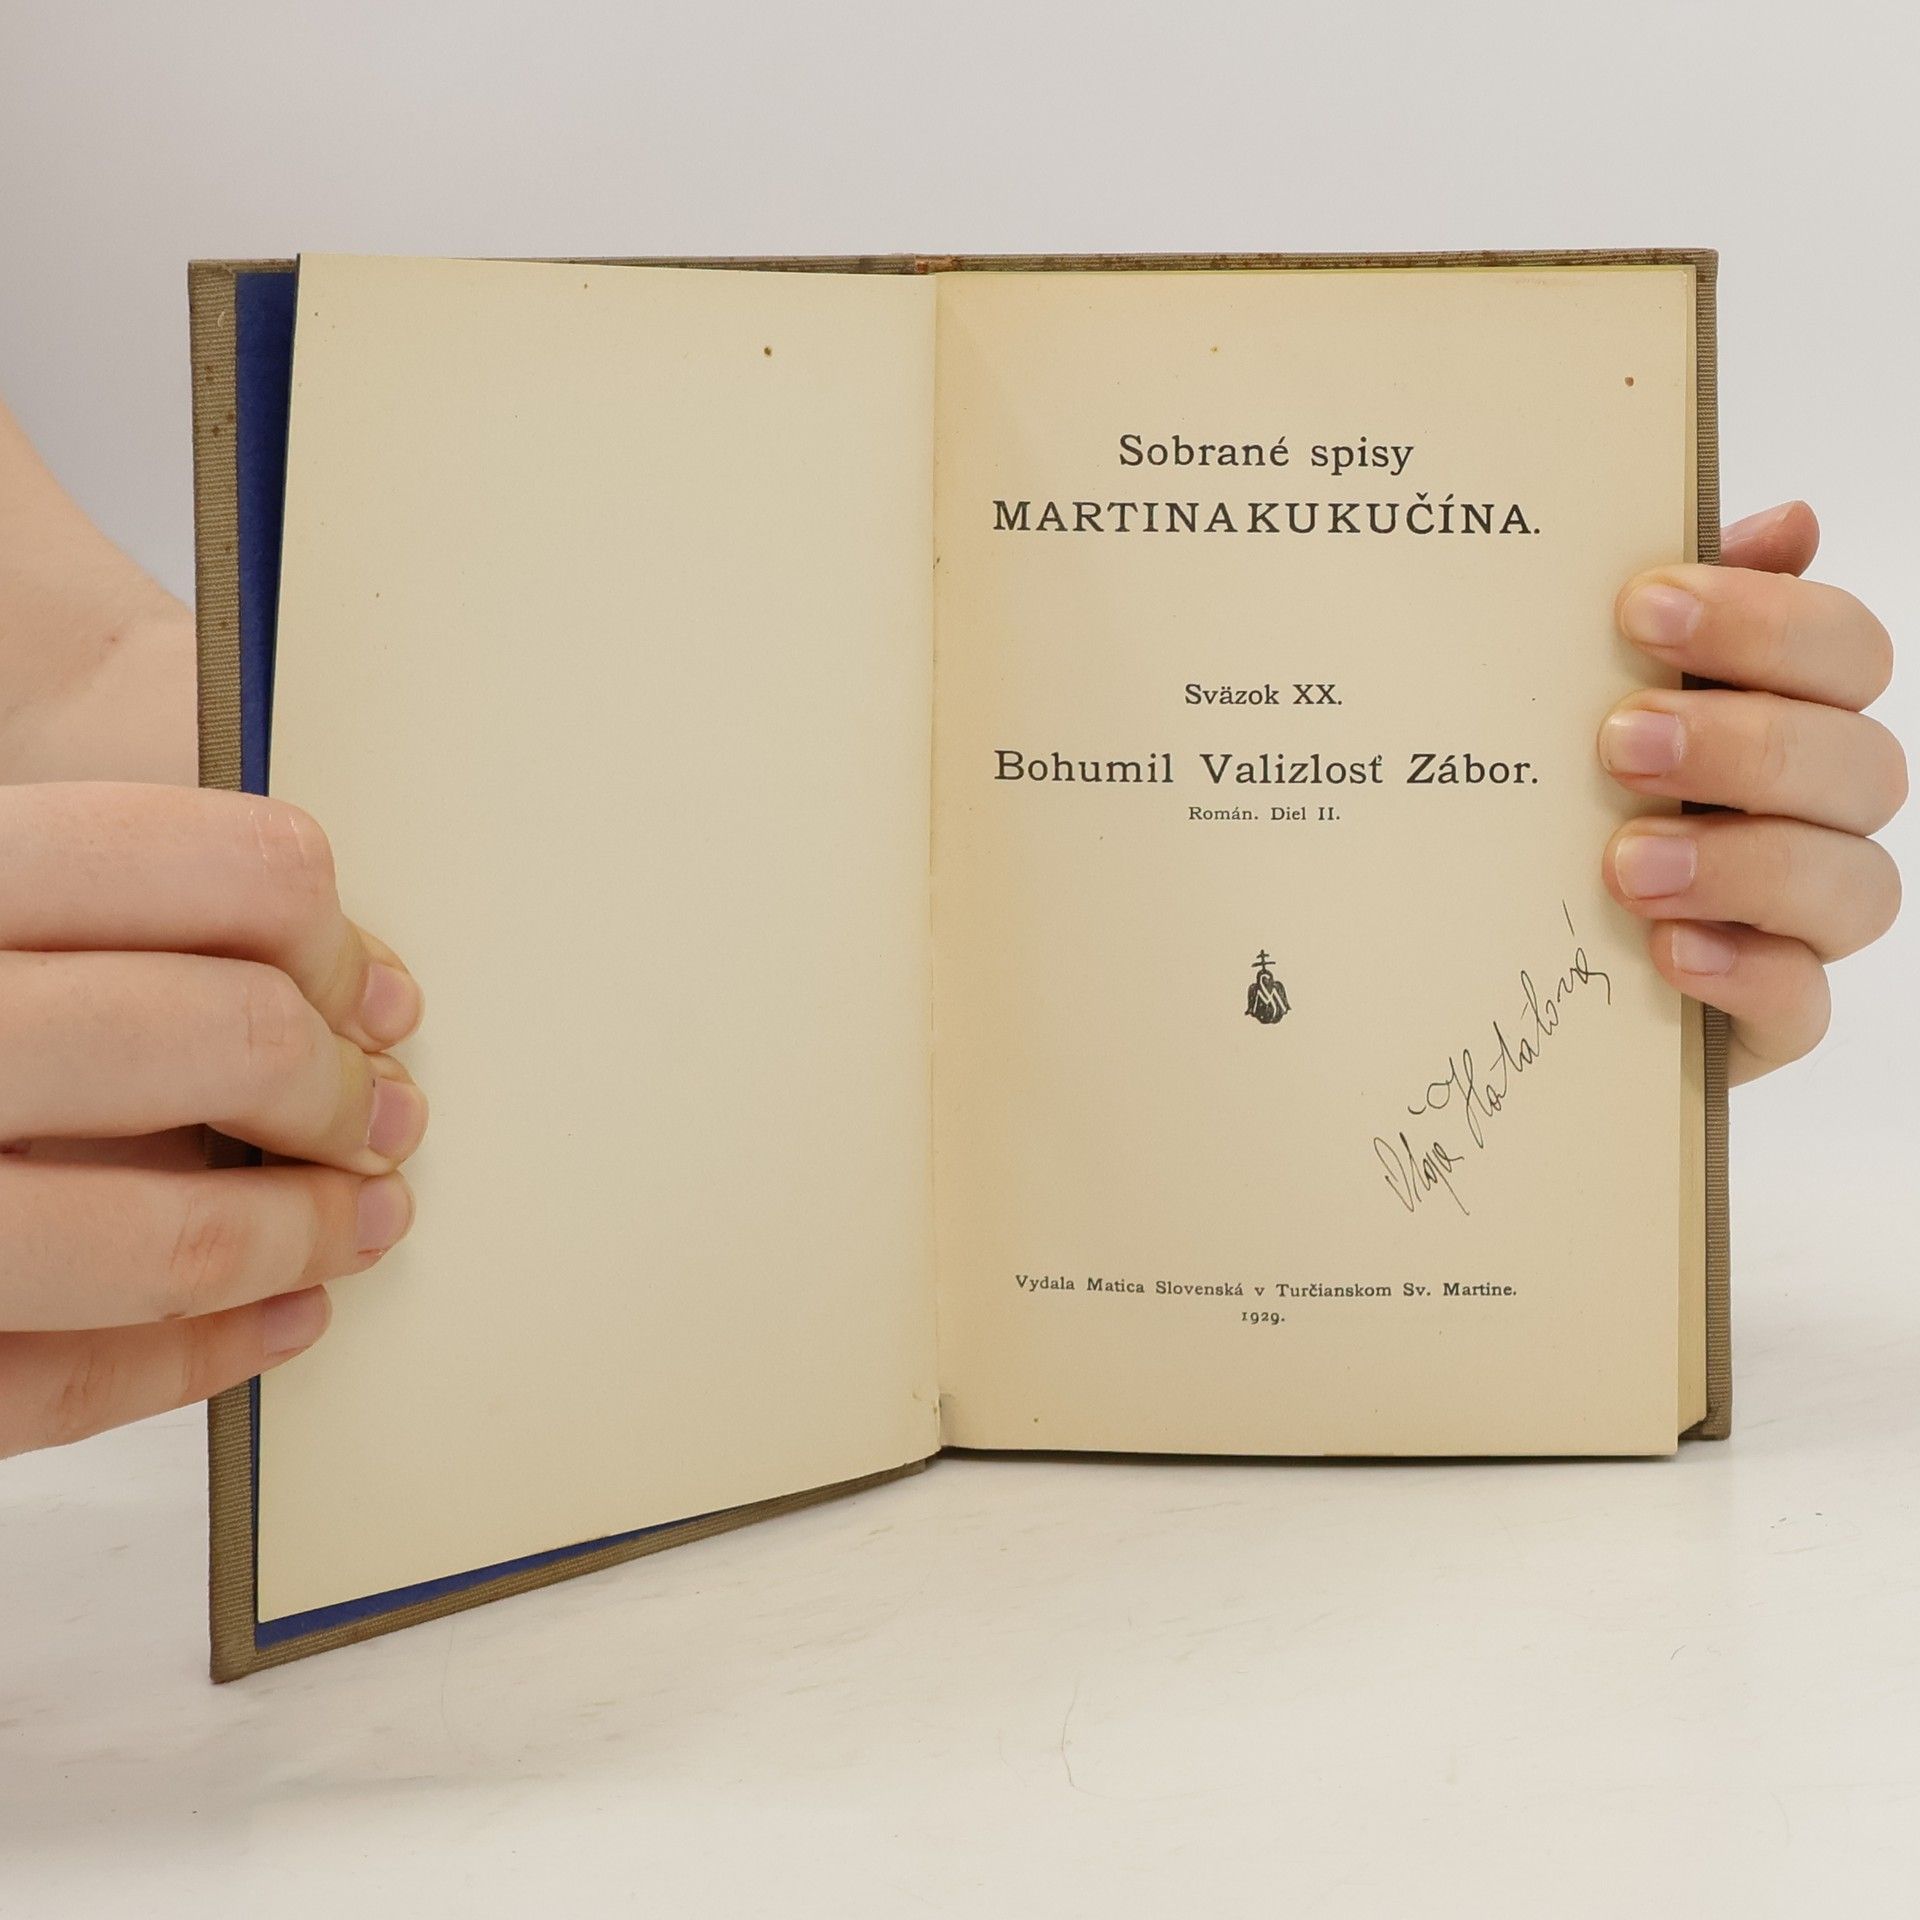 Sobrané spisy
MARTINA KUKUČÍNA.
Sväzok XX.
Bohumil Valizlosť Zábor.
Román. Diel II.
Vydala Matica Slovenská v Turčianskom Sv. Martine.
1929.